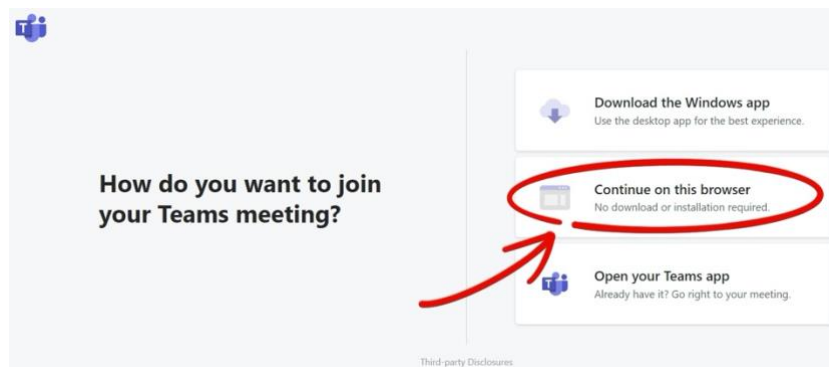 How do you want to join
your Teams meeting?
Download the Windows app
Use the desktop app for the best experience.
Continue on this browser
No download or installation required.
Open your Teams app
Already have it? Go right to your meeting.
Third-party Disclosures